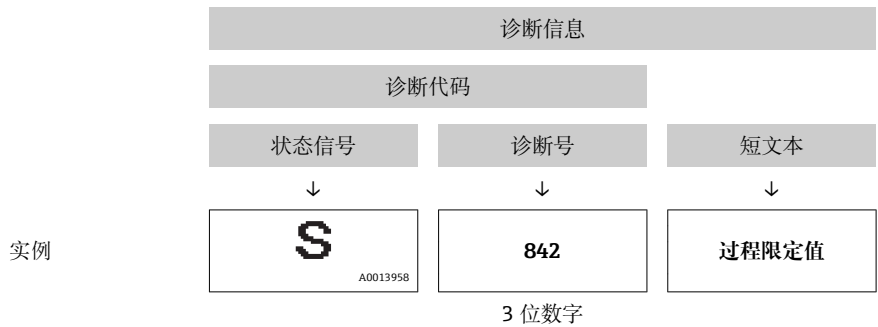 诊断信息
诊断代码
状态信号 诊断号 短文本
↓ ↓ ↓
实例 S 842 过程限定值
A0013958
3 位数字